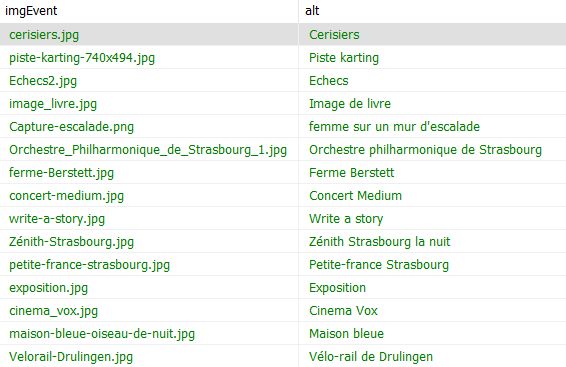 imgEvent alt
cerisiers.jpg Cerisiers
piste-karting-740x494.jpg Piste karting
Echecs2.jpg Echecs
image_livre.jpg Image de livre
Capture-escalade.png femme sur un mur d'escalade
Orchestre_Philharmonique_de_Strasbourg_1.jpg Orchestre philharmonique de Strasbourg
ferme-Berstett.jpg Ferme Berstett
concert-medium.jpg Concert Medium
write-a-story.jpg Write a story
Zénith-Strasbourg.jpg Zénith Strasbourg la nuit
petite-france-strasbourg.jpg Petite-france Strasbourg
exposition.jpg Exposition
cinema_vox.jpg Cinema Vox
maison-bleue-oiseau-de-nuit.jpg Maison bleue
Velorail-Drulingen.jpg Vélo-rail de Drulingen